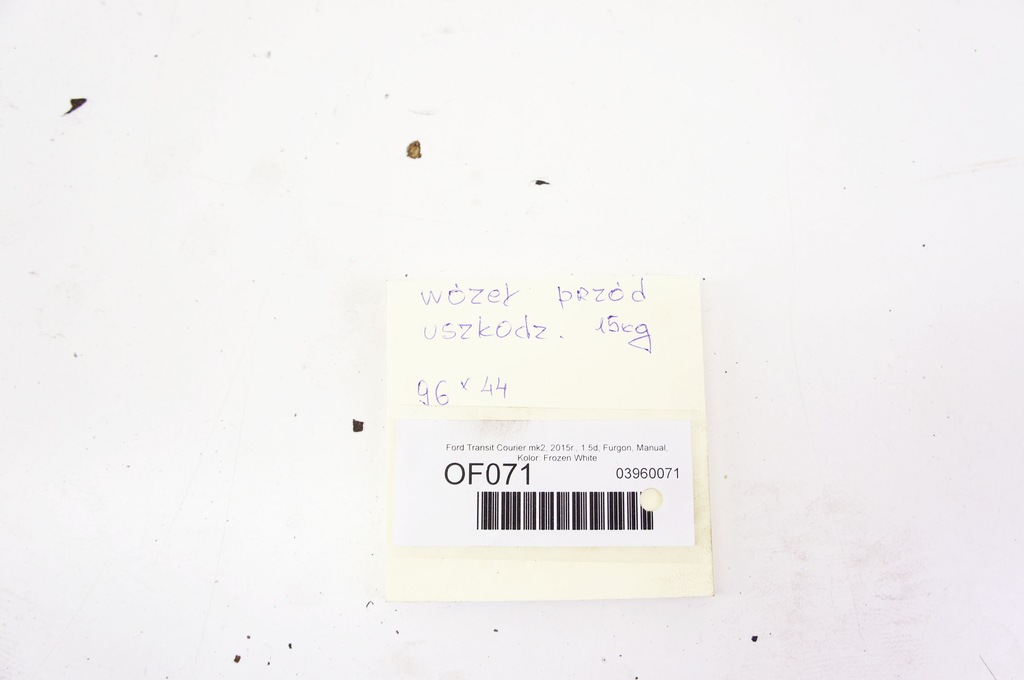 wózek przód
uszkodz. 15kg
96 x 44
Ford Transit Courier mk2, 2015r., 1.5d, Furgon, Manual,
Kolor: Frozen White
OF071 03960071